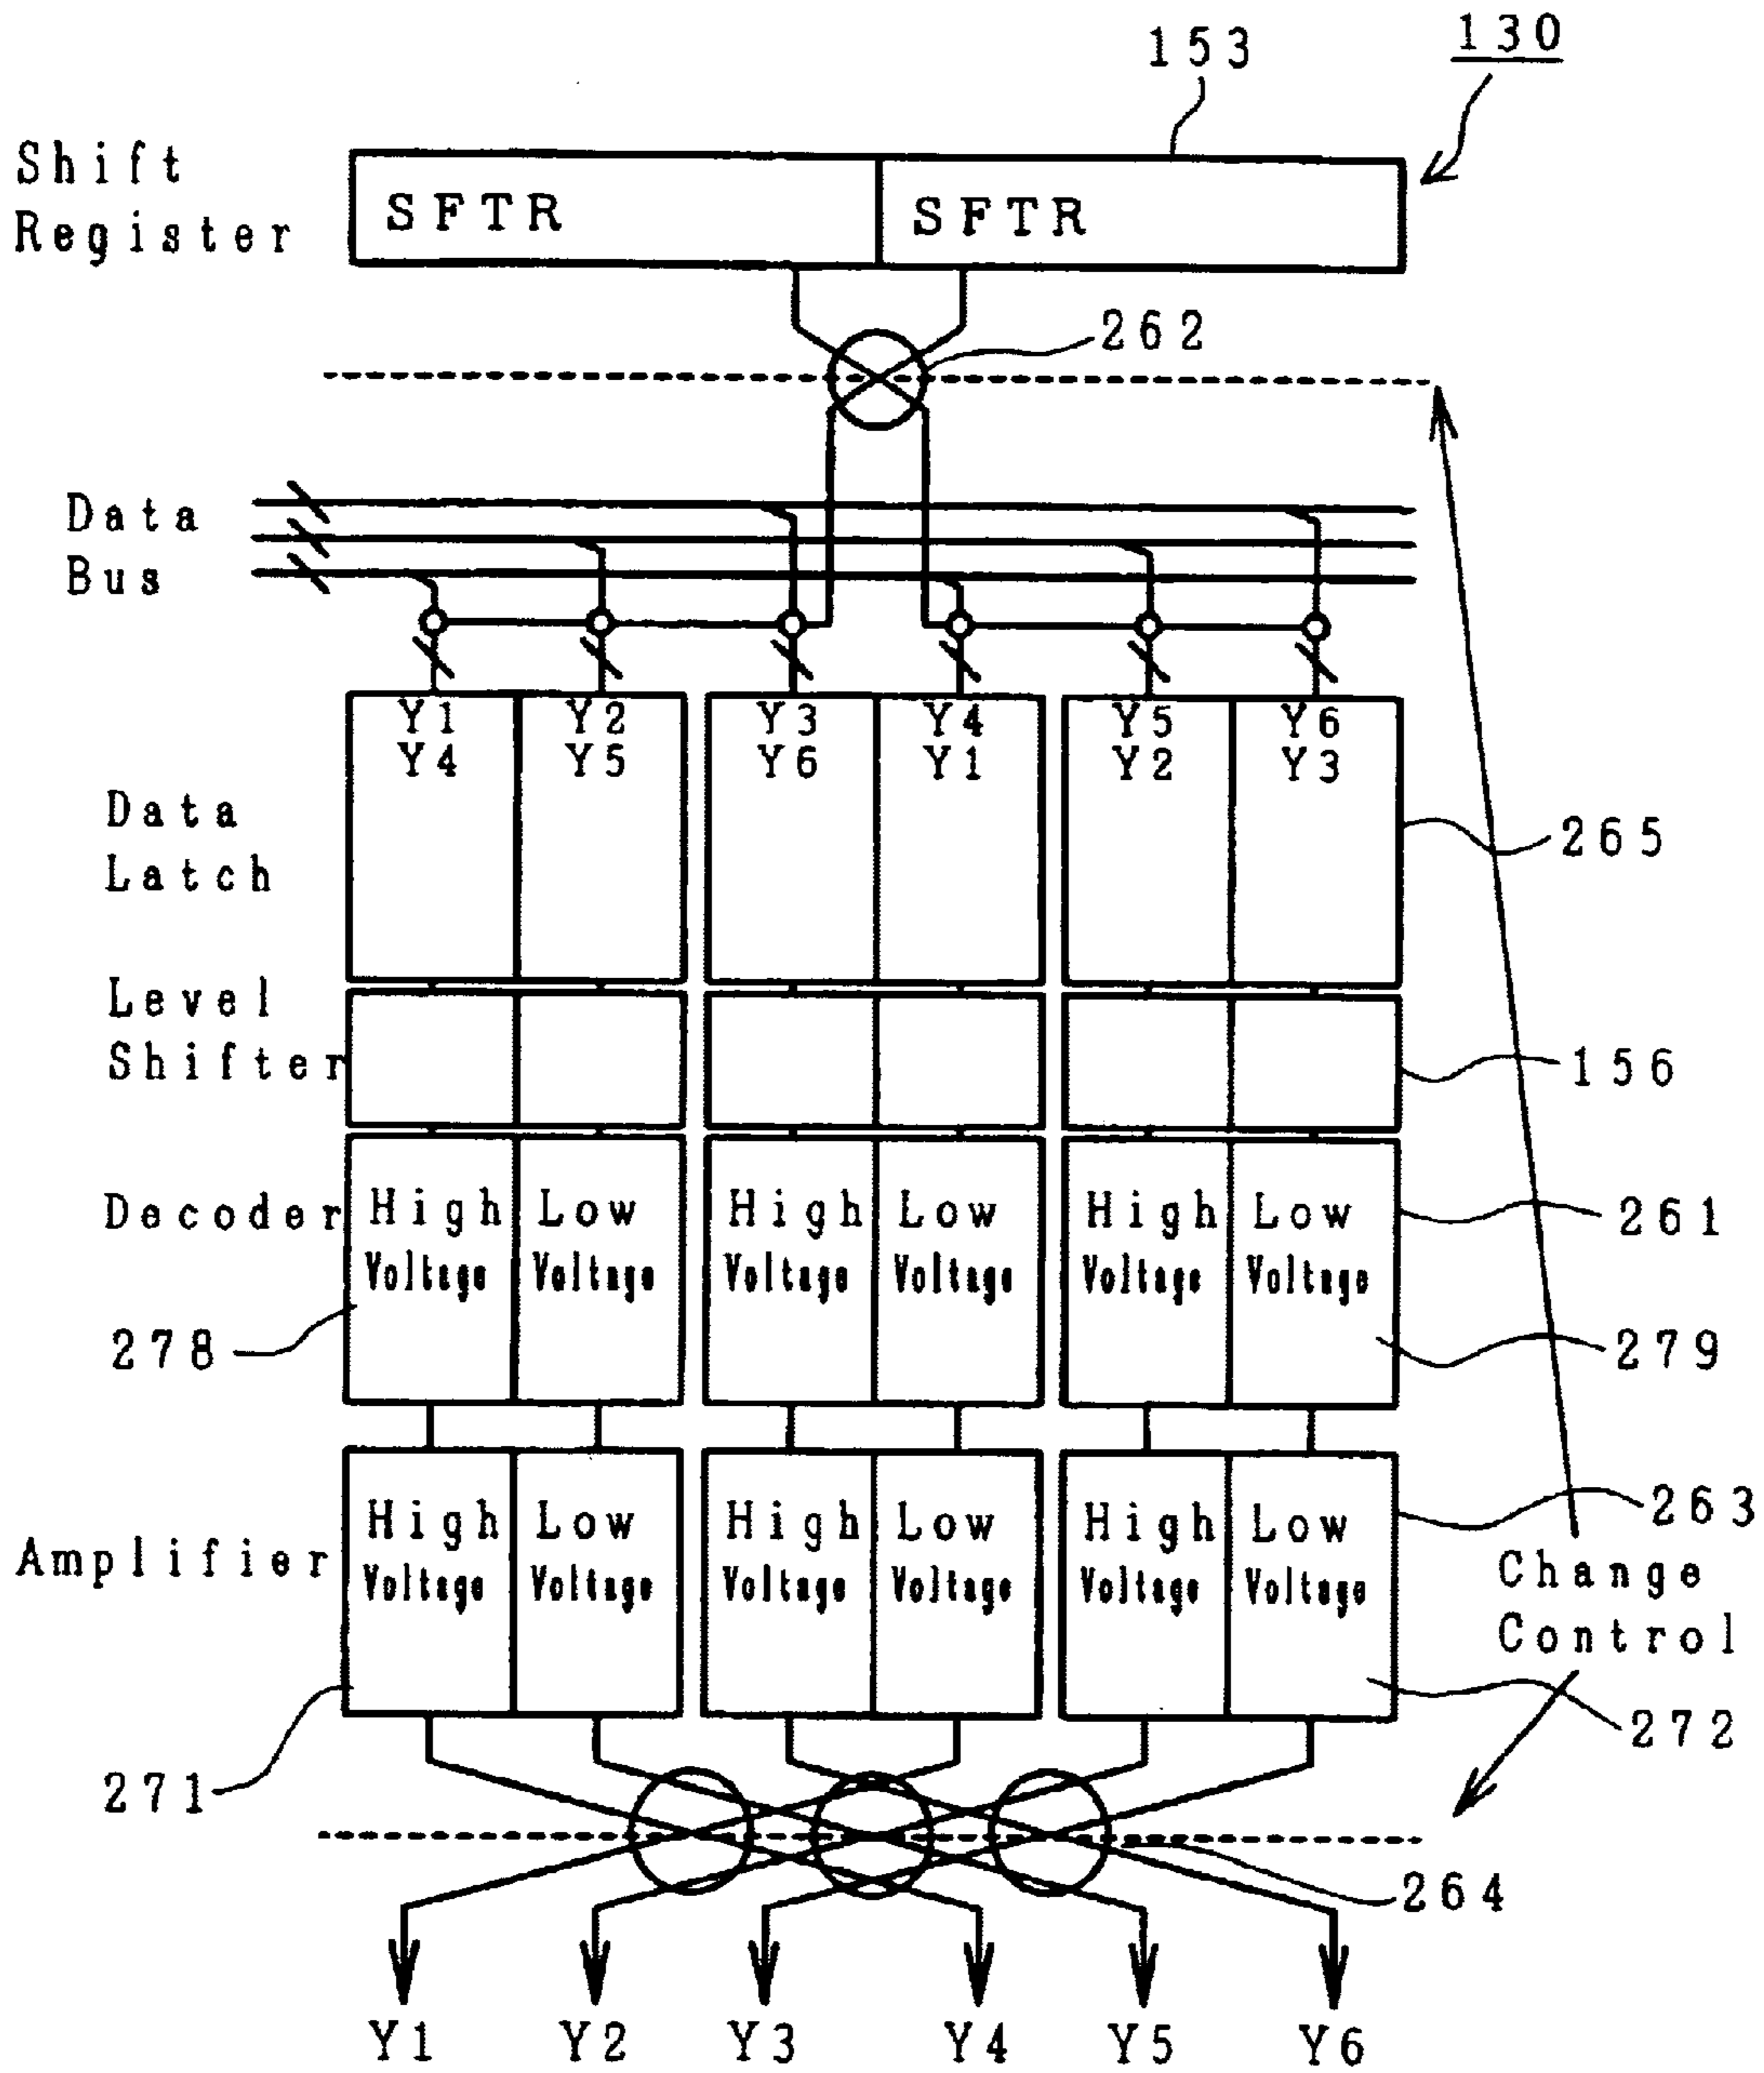 153
130
Shift
Register
SFTR
SFTR
262
Data
Bus
Y1 Y2 Y3 Y4 Y5 Y6
Y4 Y5 Y6 Y1 Y2 Y3
Data
Latch
265
Level
Shifter
156
Decoder
High Low High Low High Low
Voltage Voltage Voltage Voltage Voltage Voltage
261
278
279
Amplifier
High Low High Low High Low
Voltage Voltage Voltage Voltage Voltage Voltage
263
Change
Control
271
272
264
Y1 Y2 Y3 Y4 Y5 Y6